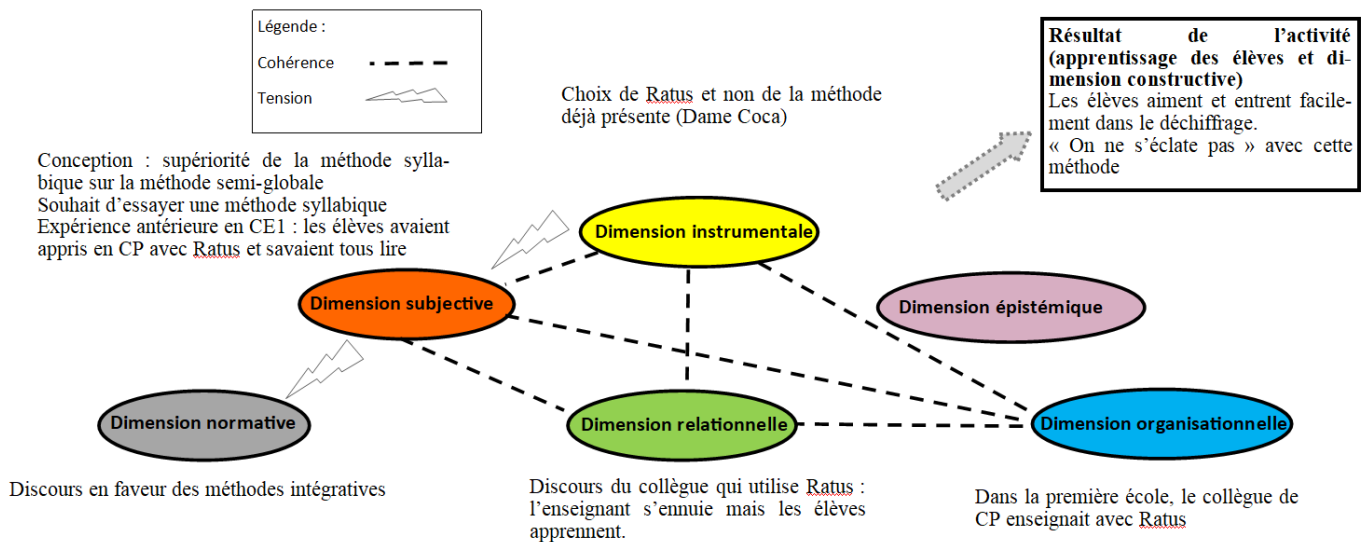 Légende :
Cohérence
Tension
Choix de Ratus et non de la méthode
déjà présente (Dame Coca)
Résultat de l’activité
(apprentissage des élèves et di-
mension constructive)
Les élèves aiment et entrent facile-
ment dans le déchiffrage.
« On ne s’éclate pas » avec cette
méthode
Conception : supériorité de la méthode sylla-
bique sur la méthode semi-globale
Souhait d’essayer une méthode syllabique
Expérience antérieure en CE1 : les élèves avaient
appris en CP avec Ratus et savaient tous lire
Dimension instrumentale
Dimension subjective
Dimension épistémique
Dimension normative
Dimension relationnelle
Dimension organisationnelle
Discours en faveur des méthodes intégratives
Discours du collègue qui utilise Ratus :
l’enseignant s’ennuie mais les élèves
apprennent.
Dans la première école, le collègue de
CP enseignait avec Ratus